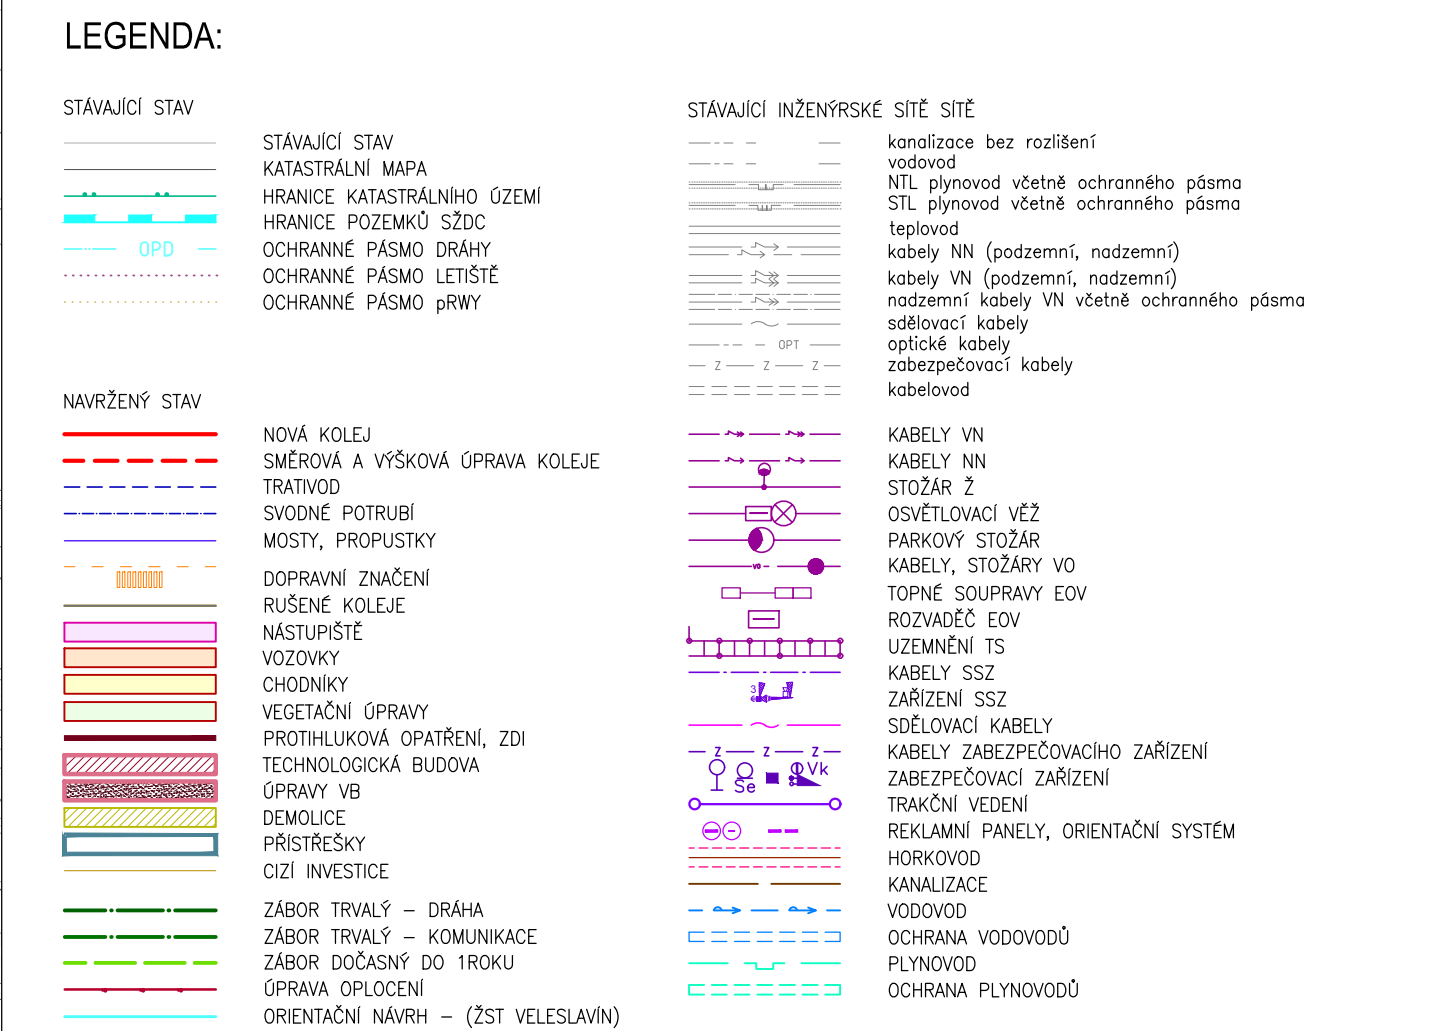 LEGENDA:
STÁVAJÍCÍ STAV
STÁVAJÍCÍ STAV
KATASTRÁLNÍ MAPA
HRANICE KATASTRÁLNÍHO ÚZEMÍ
HRANICE POZEMKŮ SŽDC
OPD OCHRANNÉ PÁSMO DRÁHY
OCHRANNÉ PÁSMO LETIŠTĚ
OCHRANNÉ PÁSMO pRWY
NAVRŽENÝ STAV
NOVÁ KOLEJ
SMĚROVÁ A VÝŠKOVÁ ÚPRAVA KOLEJE
TRATIVOD
SVODNÉ POTRUBÍ
MOSTY, PROPUSTKY
DOPRAVNÍ ZNAČENÍ
RUŠENÉ KOLEJE
NÁSTUPIŠTĚ
VOZOVKY
CHODNÍKY
VEGETAČNÍ ÚPRAVY
PROTIHLUKOVÁ OPATŘENÍ, ZDI
TECHNOLOGICKÁ BUDOVA
ÚPRAVY VB
DEMOLICE
PŘÍSTŘEŠKY
CIZÍ INVESTICE
ZÁBOR TRVALÝ – DRÁHA
ZÁBOR TRVALÝ – KOMUNIKACE
ZÁBOR DOČASNÝ DO 1ROKU
ÚPRAVA OPLOCENÍ
ORIENTAČNÍ NÁVRH – (ŽST VELESLAVÍN)
STÁVAJÍCÍ INŽENÝRSKÉ SÍTĚ SÍTĚ
kanalizace bez rozlišení
vodovod
NTL plynovod včetně ochranného pásma
STL plynovod včetně ochranného pásma
teplovod
kabely NN (podzemní, nadzemní)
kabely VN (podzemní, nadzemní)
nadzemní kabely VN včetně ochranného pásma
sdělovací kabely
OPT optické kabely
Z Z Z zabezpečovací kabely
kabelovod
KABELY VN
KABELY NN
STOŽÁR Ž
OSVĚTLOVACÍ VĚŽ
PARKOVÝ STOŽÁR
VO KABELY, STOŽÁRY VO
TOPNÉ SOUPRAVY EOV
ROZVADĚČ EOV
UZEMNĚNÍ TS
KABELY SSZ
3 ZAŘÍZENÍ SSZ
SDĚLOVACÍ KABELY
Z Z Z KABELY ZABEZPEČOVACÍHO ZAŘÍZENÍ
Se Vk ZABEZPEČOVACÍ ZAŘÍZENÍ
TRAKČNÍ VEDENÍ
REKLAMNÍ PANELY, ORIENTAČNÍ SYSTÉM
HORKOVOD
KANALIZACE
VODOVOD
OCHRANA VODOVODŮ
PLYNOVOD
OCHRANA PLYNOVODŮ